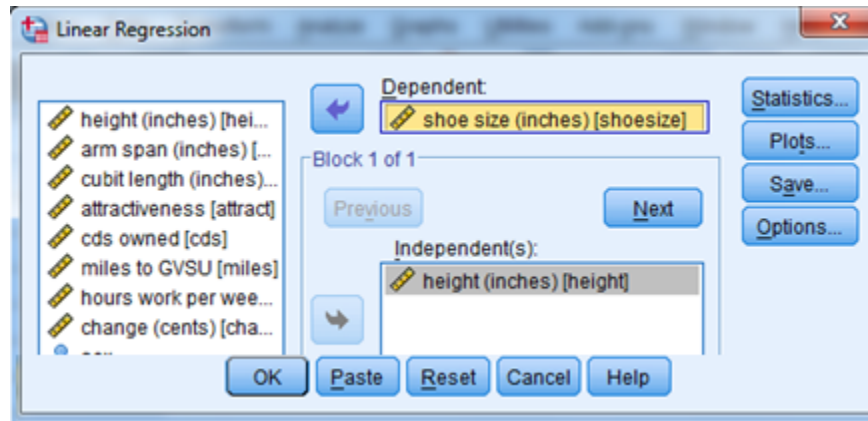 Linear Regression
height (inches) [hei...
arm span (inches) [...
cubit length (inches)...
attractiveness [attract]
cds owned [cds]
miles to GVSU [miles]
hours work per wee...
change (cents) [cha...
Dependent:
shoe size (inches) [shoesize]
Block 1 of 1
Previous
Next
Independent(s):
height (inches) [height]
Statistics...
Plots...
Save...
Options...
OK
Paste
Reset
Cancel
Help